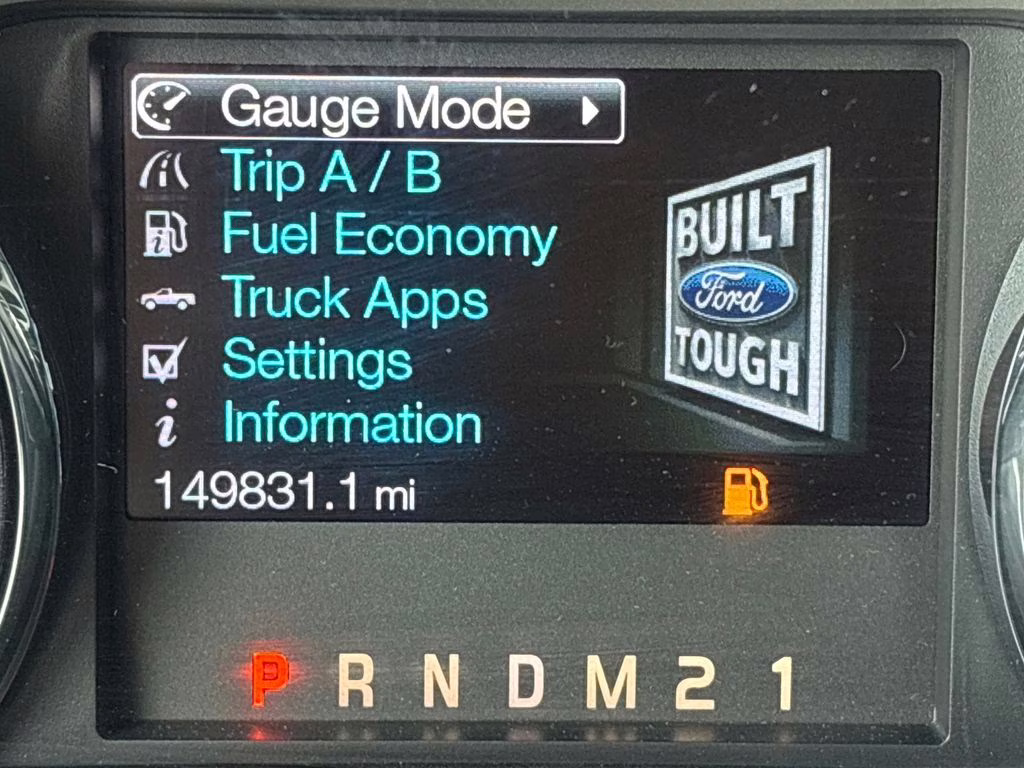 Gauge Mode
Trip A / B
Fuel Economy
Truck Apps
Settings
i Information
149831.1 mi
BUILT
Ford
TOUGH
P R N D M 2 1